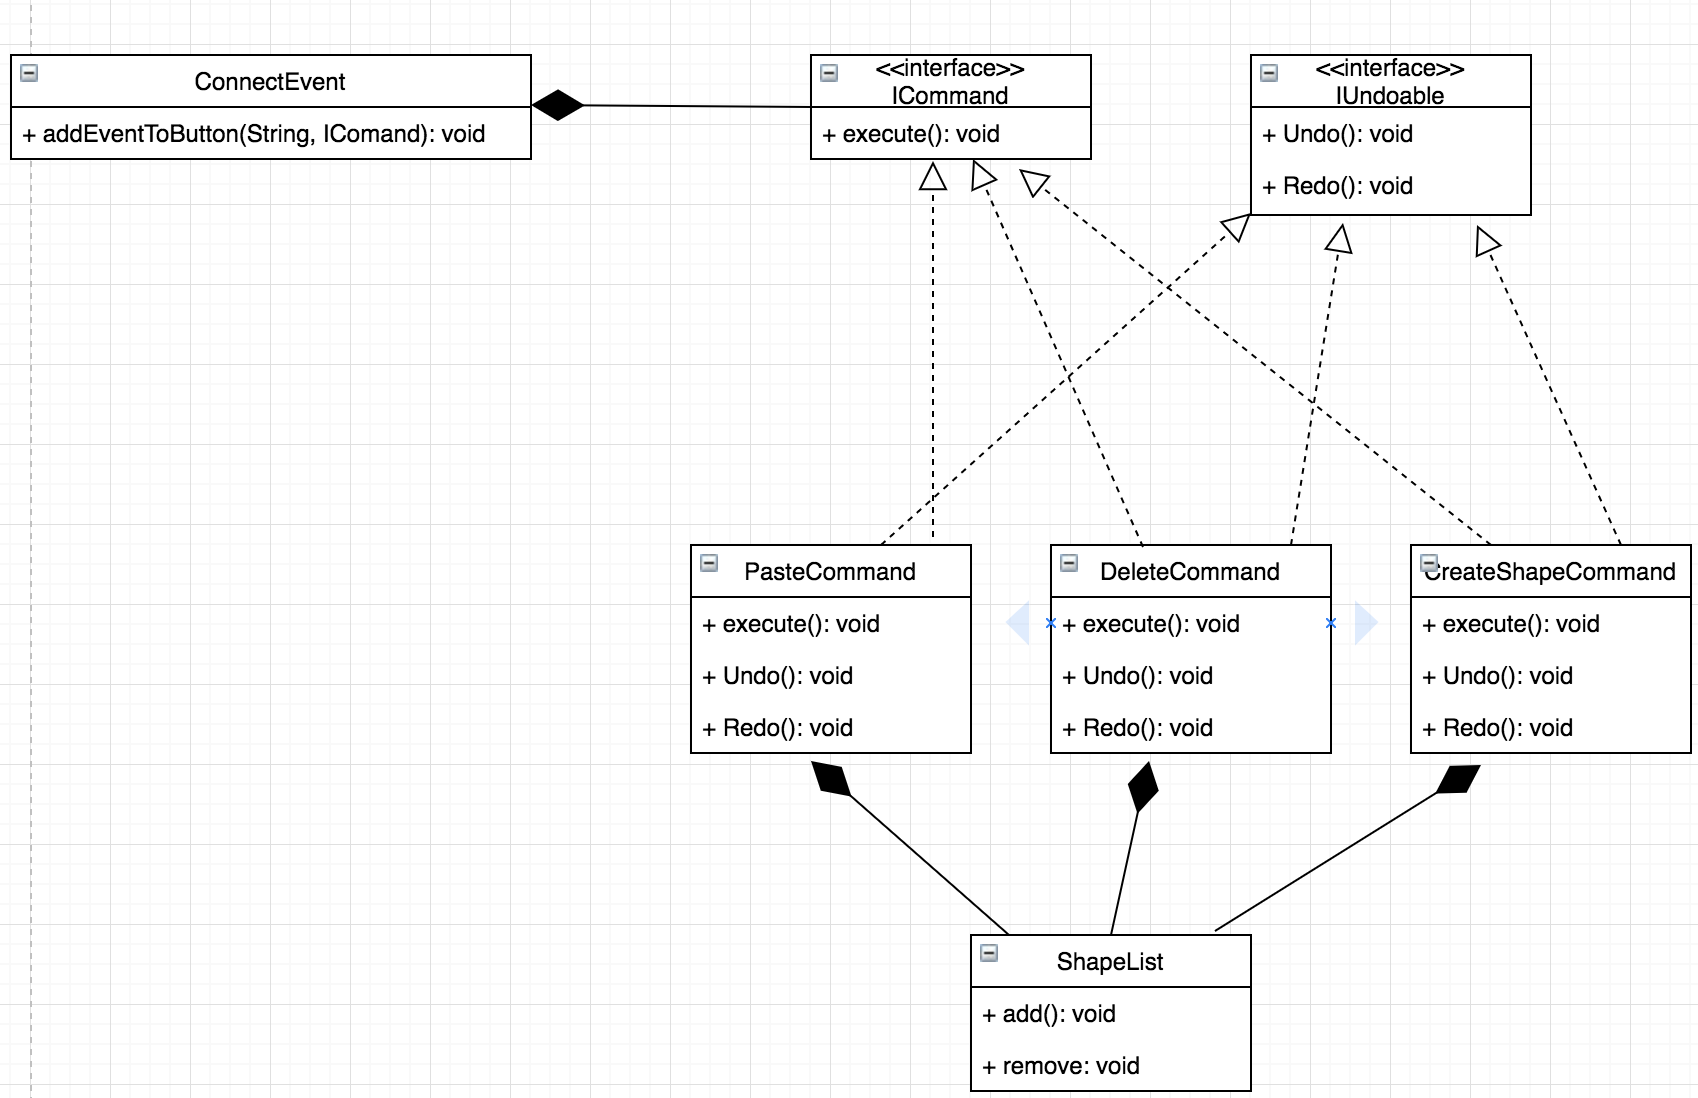 ConnectEvent
+ addEventToButton(String, IComand): void
<<interface>>
ICommand
+ execute(): void
<<interface>>
IUndoable
+ Undo(): void
+ Redo(): void
PasteCommand
+ execute(): void
+ Undo(): void
+ Redo(): void
DeleteCommand
+ execute(): void
+ Undo(): void
+ Redo(): void
CreateShapeCommand
+ execute(): void
+ Undo(): void
+ Redo(): void
ShapeList
+ add(): void
+ remove: void